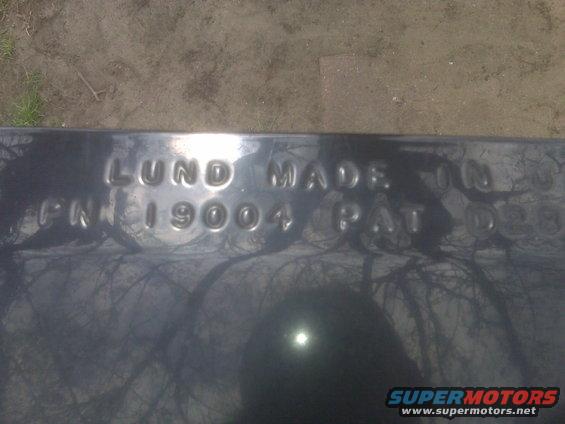 LUND MADE IN U
PN 19004 PAT
SUPERMOTORS
www.supermotors.net